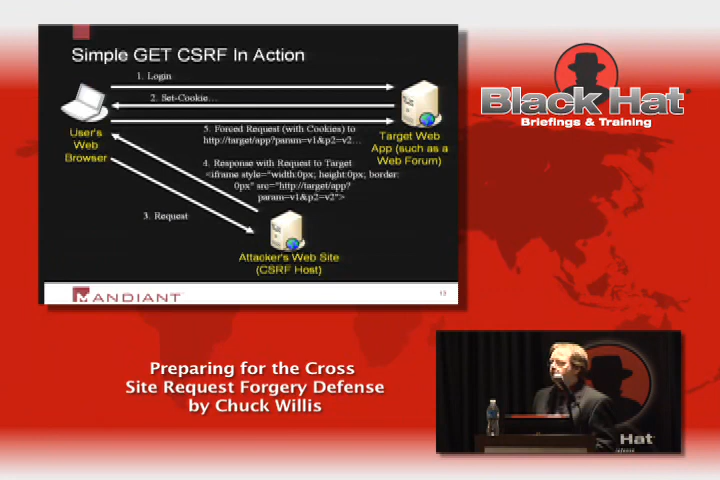 Simple GET CSRF In Action
1. Login
2. Set-Cookie...
5. Forced Request (with Cookies) to
http://target/app?param=v1&p2=v2...
User's
Web
Browser
Target Web
App (such as a
Web Forum)
4. Response with Request to Target
<iframe style="width:0px; height:0px; border:
0px" src="http://target/app?
param=v1&p2=v2">
3. Request
Attacker's Web Site
(CSRF Host)
MANDIANT
13
Black Hat
Briefings & Training
Preparing for the Cross
Site Request Forgery Defense
by Chuck Willis
Hat